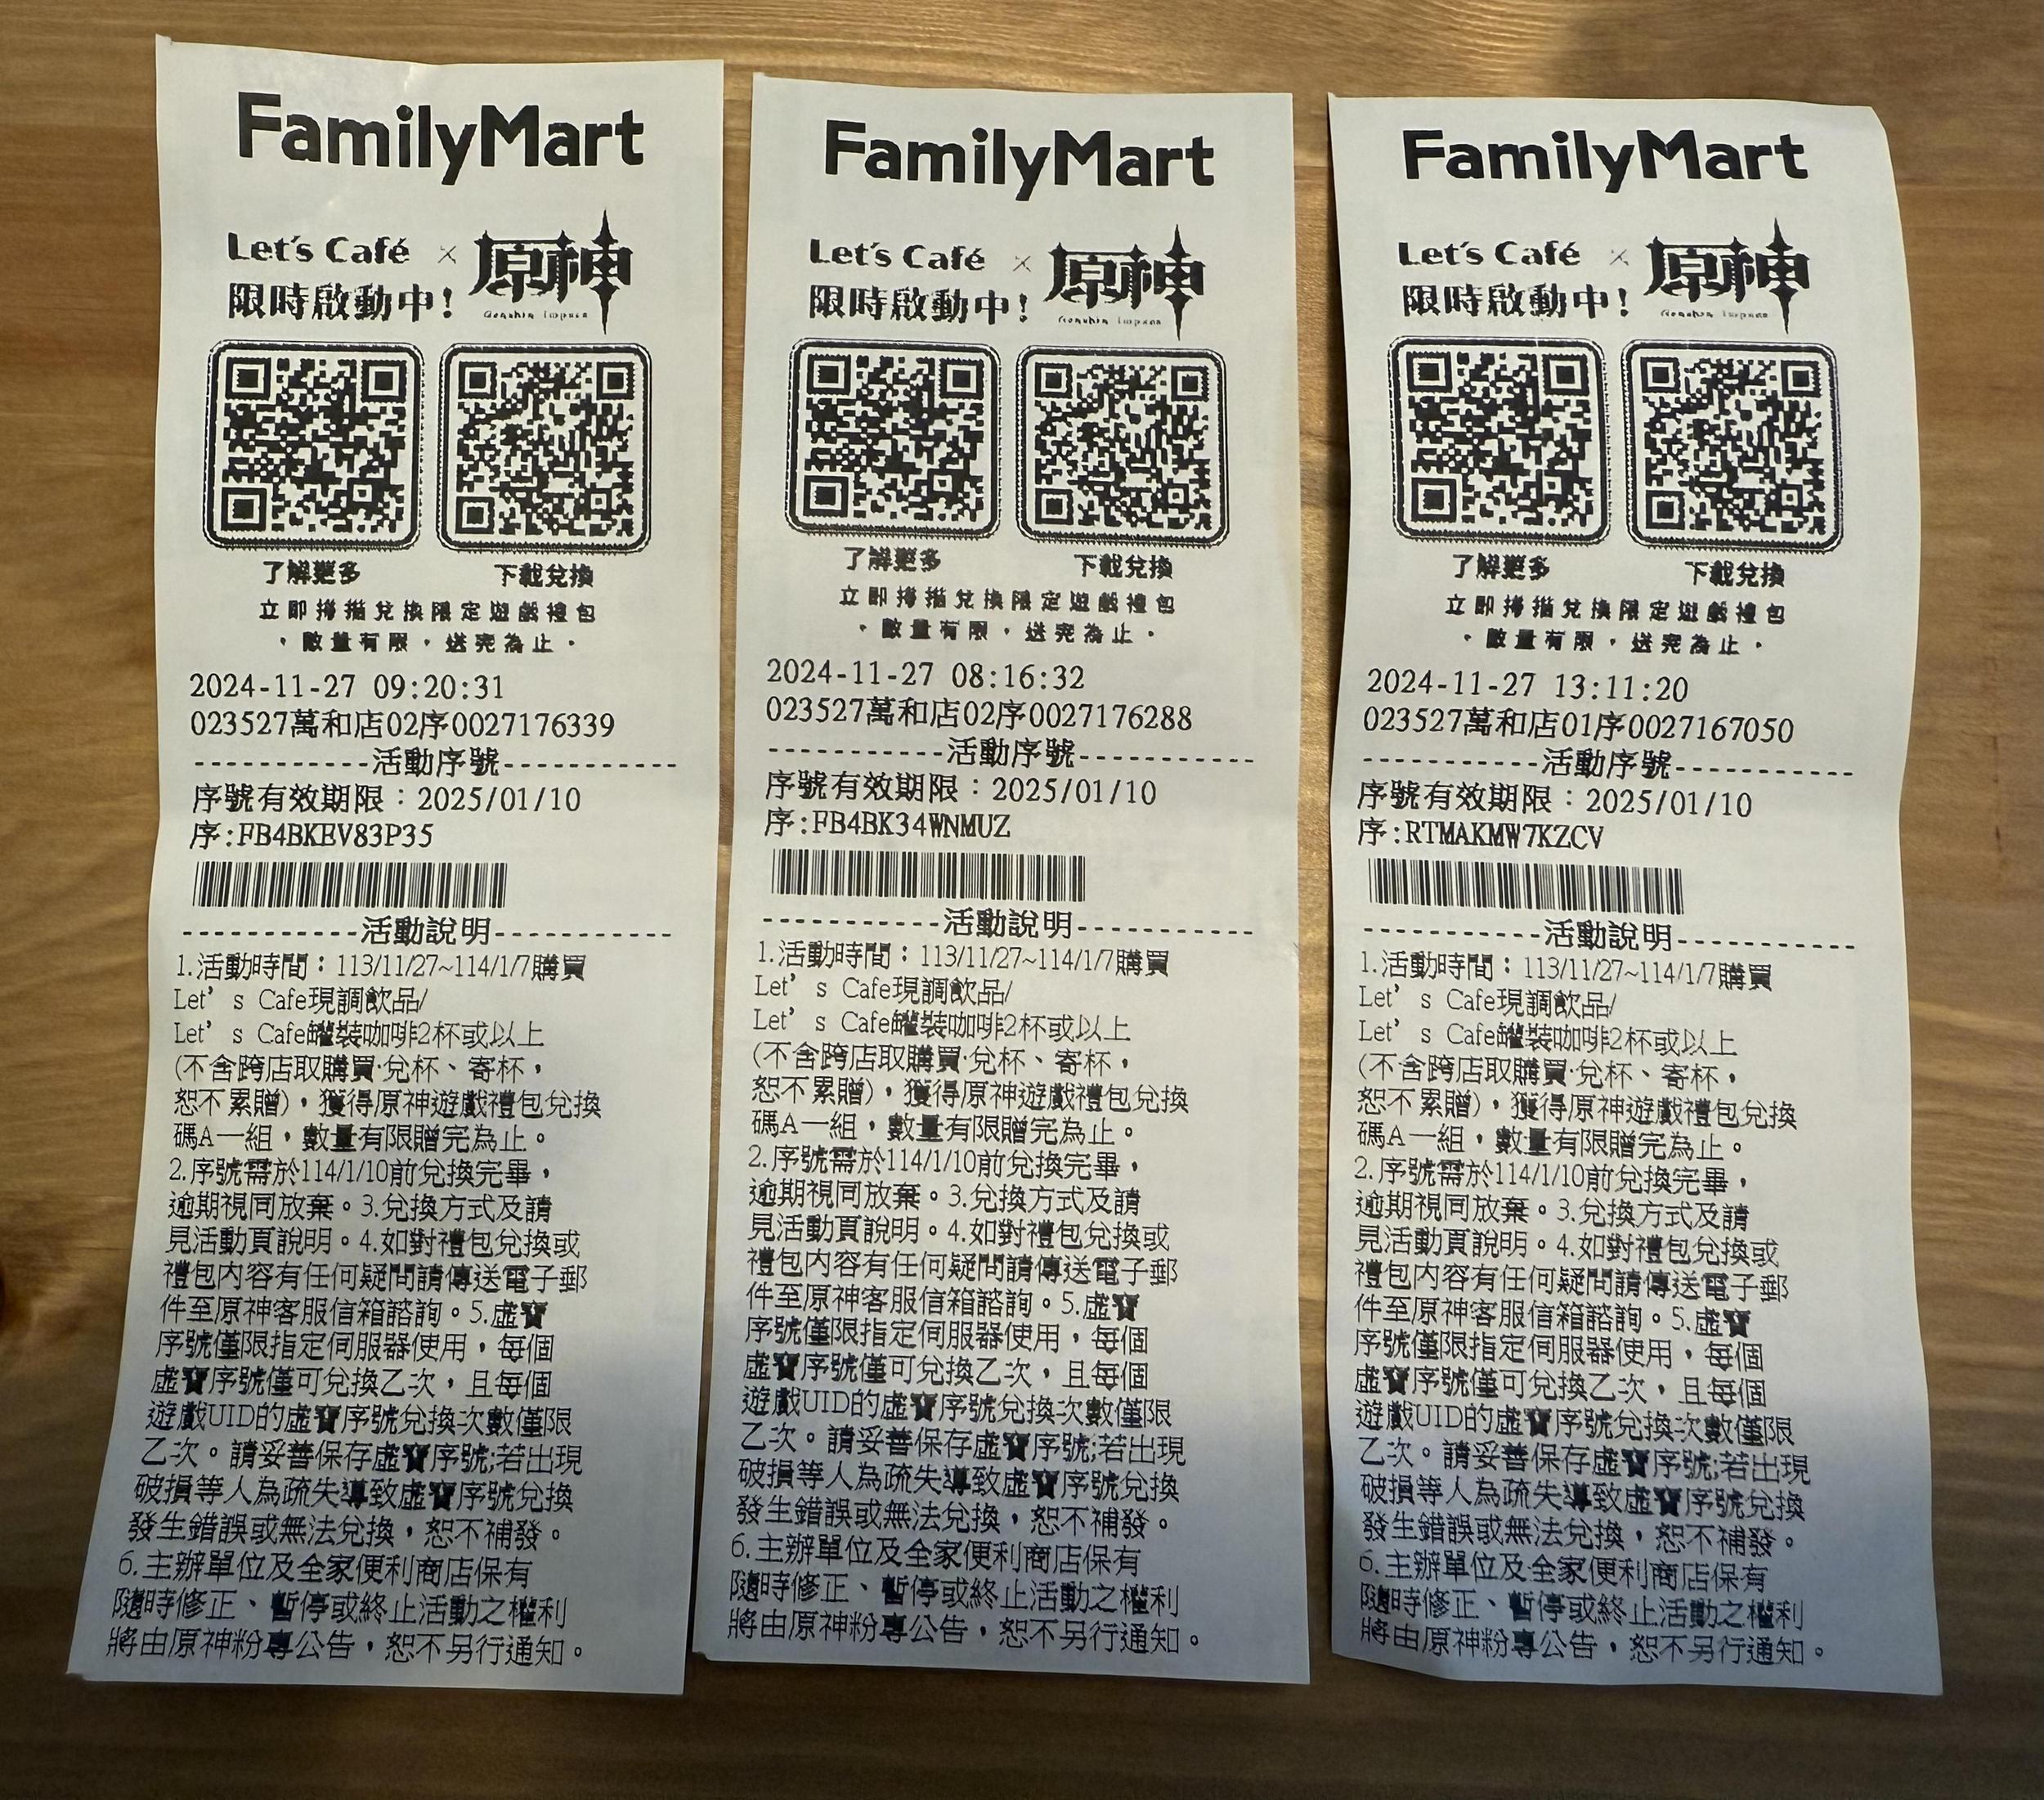 FamilyMart
Let's Café × 原神
限時啟動中!
Genshin Impact
了解更多 下載兌換
立即掃描兌換限定遊戲禮包
，數量有限，送完為止。
2024-11-27 09:20:31
023527萬和店02序0027176339
-----------活動序號-----------
序號有效期限：2025/01/10
序:FB4BKEV83P35
-----------活動說明-----------
1.活動時間：113/11/27~114/1/7購買
Let’s Cafe現調飲品/
Let’s Cafe罐裝咖啡2杯或以上
(不含跨店取購買‧兌杯、寄杯，
恕不累贈)，獲得原神遊戲禮包兌換
碼A一組，數量有限贈完為止。
2.序號需於114/1/10前兌換完畢，
逾期視同放棄。3.兌換方式及請
見活動頁說明。4.如對禮包兌換或
禮包內容有任何疑問請傳送電子郵
件至原神客服信箱諮詢。5.虛寶
序號僅限指定伺服器使用，每個
虛寶序號僅可兌換乙次，且每個
遊戲UID的虛寶序號兌換次數僅限
乙次。請妥善保存虛寶序號;若出現
破損等人為疏失導致虛寶序號兌換
發生錯誤或無法兌換，恕不補發。
6.主辦單位及全家便利商店保有
隨時修正、暫停或終止活動之權利
將由原神粉專公告，恕不另行通知。
FamilyMart
Let's Café × 原神
限時啟動中!
Genshin Impact
了解更多 下載兌換
立即掃描兌換限定遊戲禮包
，數量有限，送完為止。
2024-11-27 08:16:32
023527萬和店02序0027176288
-----------活動序號-----------
序號有效期限：2025/01/10
序:FB4BK34WNMUZ
-----------活動說明-----------
1.活動時間：113/11/27~114/1/7購買
Let’s Cafe現調飲品/
Let’s Cafe罐裝咖啡2杯或以上
(不含跨店取購買‧兌杯、寄杯，
恕不累贈)，獲得原神遊戲禮包兌換
碼A一組，數量有限贈完為止。
2.序號需於114/1/10前兌換完畢，
逾期視同放棄。3.兌換方式及請
見活動頁說明。4.如對禮包兌換或
禮包內容有任何疑問請傳送電子郵
件至原神客服信箱諮詢。5.虛寶
序號僅限指定伺服器使用，每個
虛寶序號僅可兌換乙次，且每個
遊戲UID的虛寶序號兌換次數僅限
乙次。請妥善保存虛寶序號;若出現
破損等人為疏失導致虛寶序號兌換
發生錯誤或無法兌換，恕不補發。
6.主辦單位及全家便利商店保有
隨時修正、暫停或終止活動之權利
將由原神粉專公告，恕不另行通知。
FamilyMart
Let's Café × 原神
限時啟動中!
Genshin Impact
了解更多 下載兌換
立即掃描兌換限定遊戲禮包
，數量有限，送完為止。
2024-11-27 13:11:20
023527萬和店01序0027167050
-----------活動序號-----------
序號有效期限：2025/01/10
序:RTMAKMW7KZCV
-----------活動說明-----------
1.活動時間：113/11/27~114/1/7購買
Let’s Cafe現調飲品/
Let’s Cafe罐裝咖啡2杯或以上
(不含跨店取購買‧兌杯、寄杯，
恕不累贈)，獲得原神遊戲禮包兌換
碼A一組，數量有限贈完為止。
2.序號需於114/1/10前兌換完畢，
逾期視同放棄。3.兌換方式及請
見活動頁說明。4.如對禮包兌換或
禮包內容有任何疑問請傳送電子郵
件至原神客服信箱諮詢。5.虛寶
序號僅限指定伺服器使用，每個
虛寶序號僅可兌換乙次，且每個
遊戲UID的虛寶序號兌換次數僅限
乙次。請妥善保存虛寶序號;若出現
破損等人為疏失導致虛寶序號兌換
發生錯誤或無法兌換，恕不補發。
6.主辦單位及全家便利商店保有
隨時修正、暫停或終止活動之權利
將由原神粉專公告，恕不另行通知。